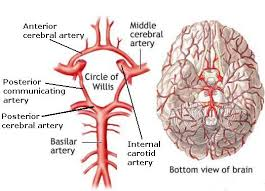 Anterior
cerebral artery
Middle
cerebral
artery
Circle of
Willis
Posterior
communicating
artery
Posterior
cerebral artery
Basilar
artery
Internal
carotid
artery
Bottom view of brain